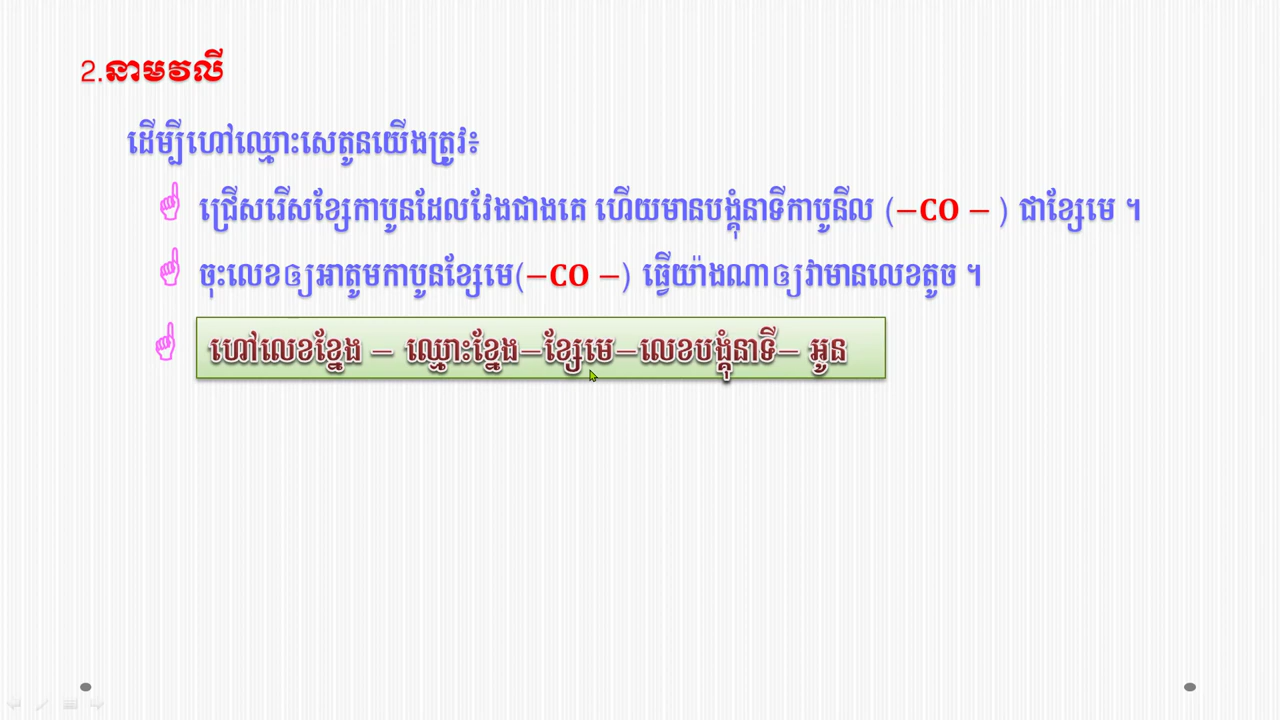 2.នាមវលី
ដើម្បីហៅឈ្មោះសេតូនយើងត្រូវ៖
ជ្រើសរើសខ្សែកាបូនដែលវែងជាងគេ ហើយមានបង្គុំនាទីកាបូនីល (–CO – ) ជាខ្សែមេ ។
ចុះលេខឲ្យអាតូមកាបូនខ្សែមេ(–CO –) ធ្វើយ៉ាងណាឲ្យវាមានលេខតូច ។
ហៅលេខខ្នែង – ឈ្មោះខ្នែង–ខ្សែមេ–លេខបង្គុំនាទី– អូន